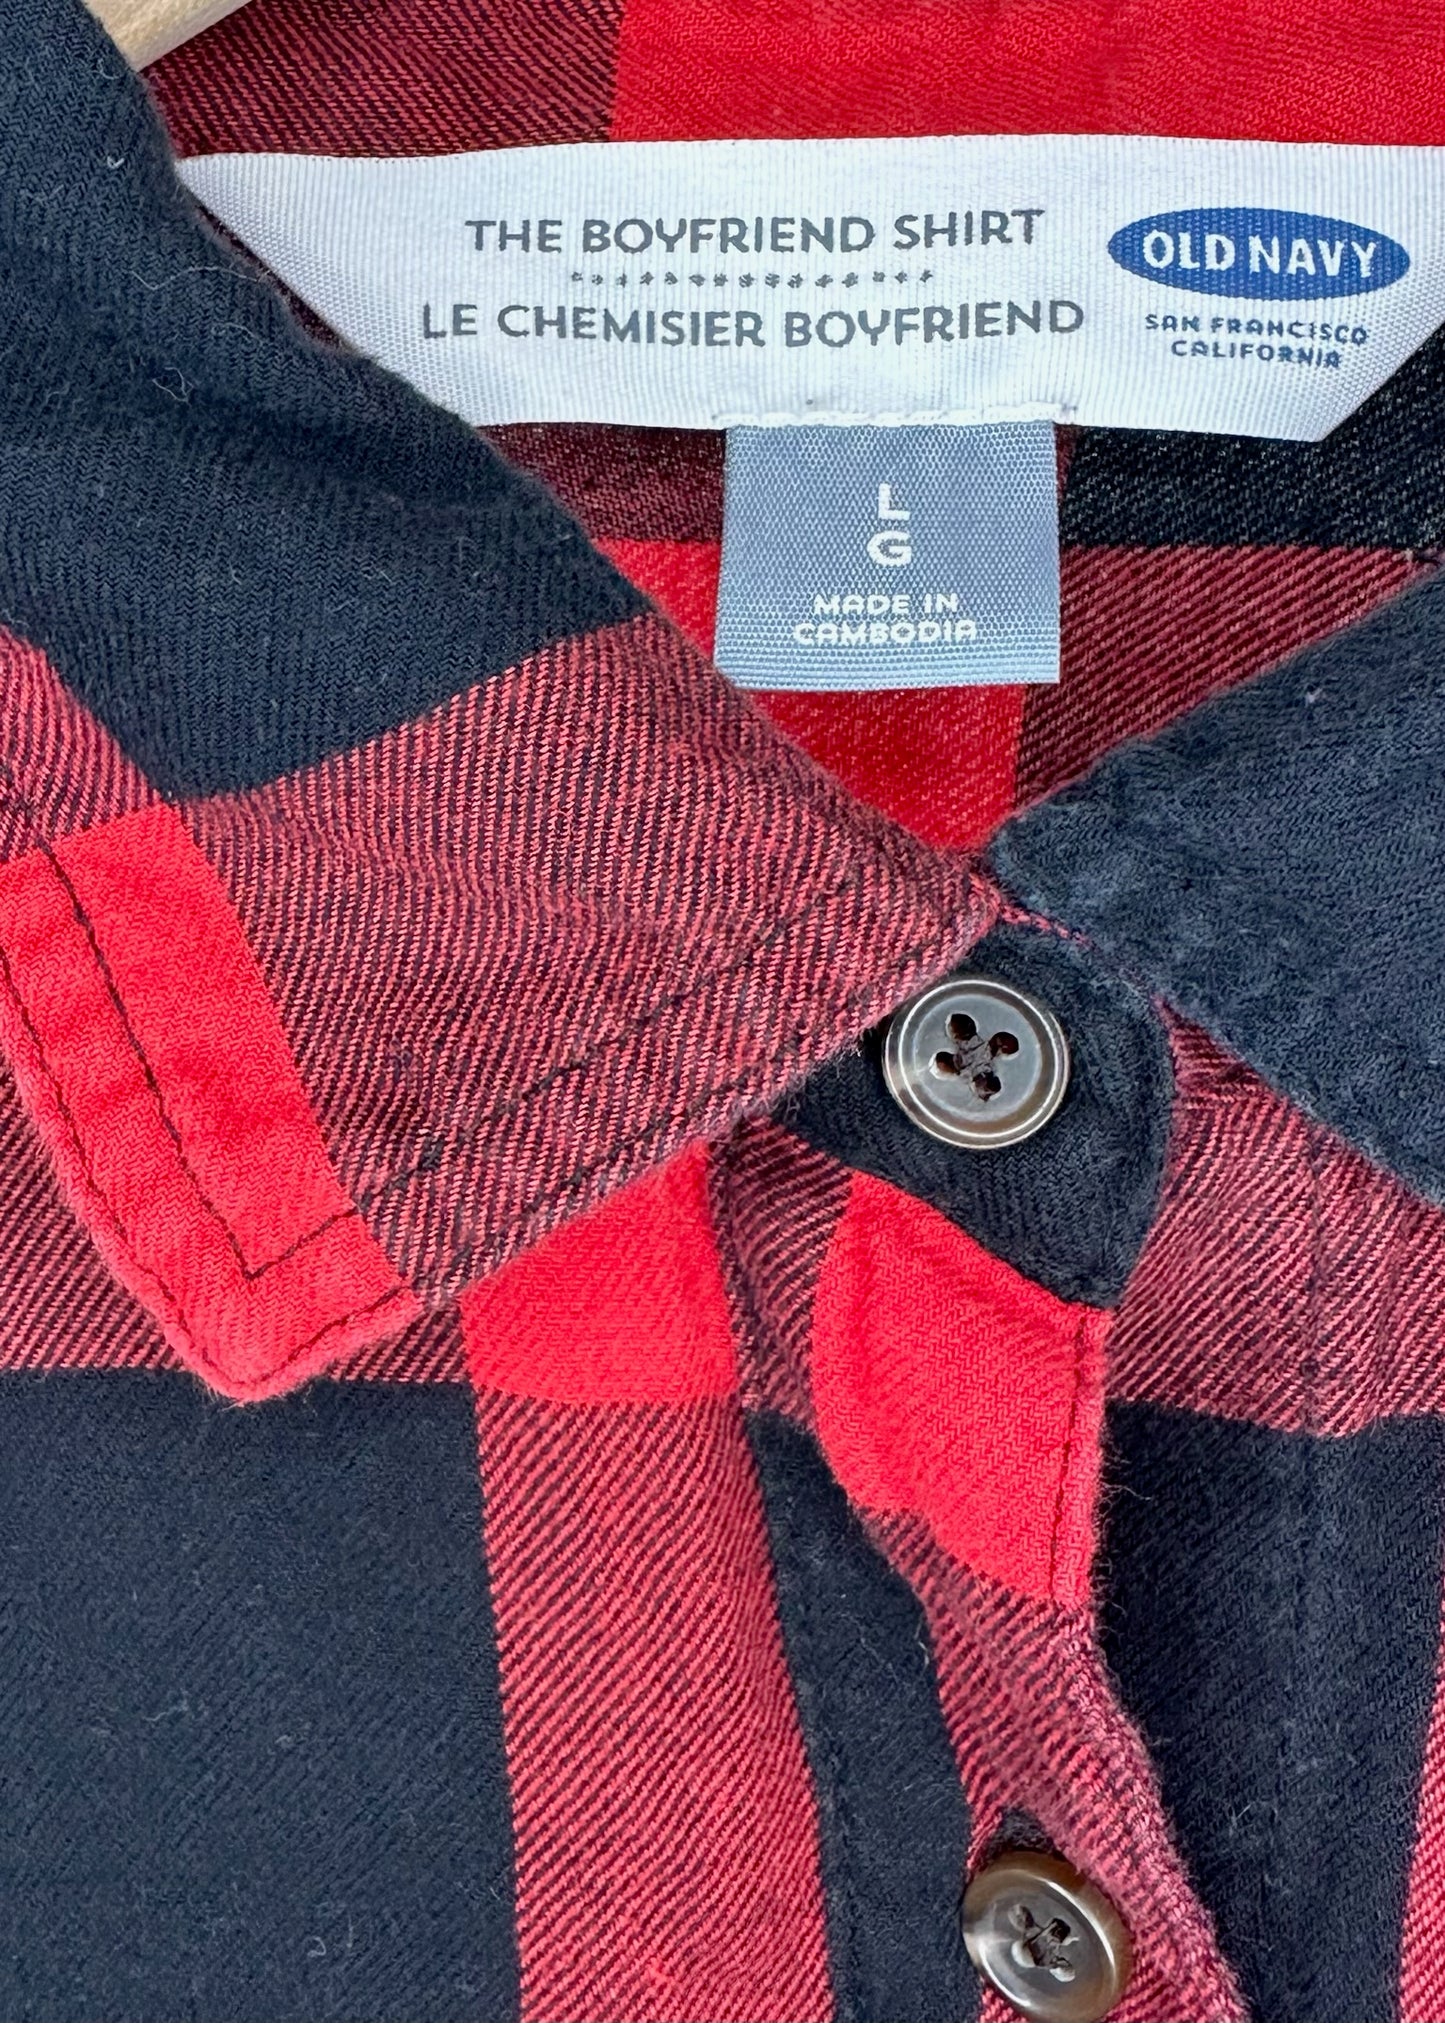 THE BOYFRIEND SHIRT
LE CHEMISIER BOYFRIEND
OLD NAVY
SAN FRANCISCO
CALIFORNIA
L
G
MADE IN
CAMBODIA